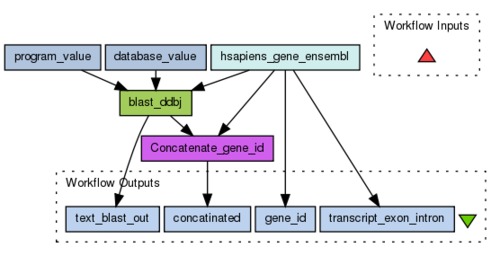 Workflow Inputs
program_value
database_value
hsapiens_gene_ensembl
blast_ddbj
Concatenate_gene_id
Workflow Outputs
text_blast_out
concatinated
gene_id
transcript_exon_intron